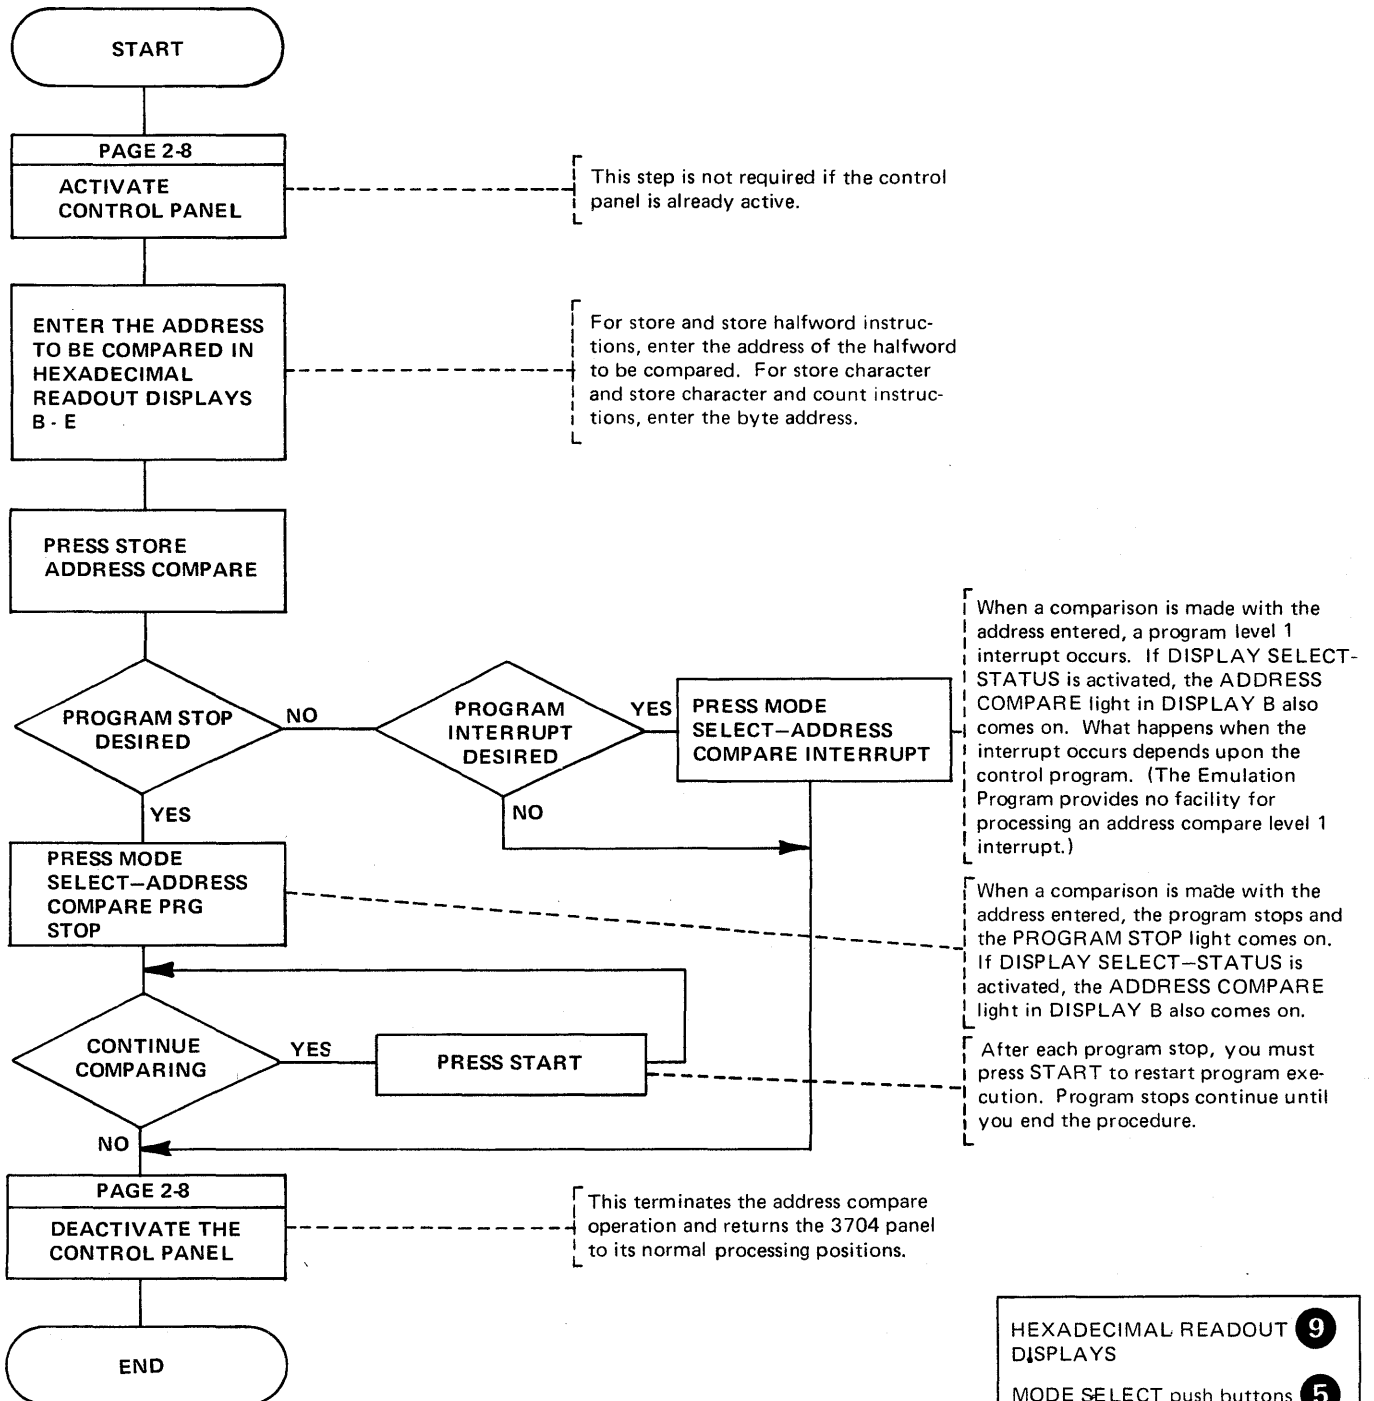 START
PAGE 2-8
ACTIVATE
CONTROL PANEL
This step is not required if the control
panel is already active.
ENTER THE ADDRESS
TO BE COMPARED IN
HEXADECIMAL
READOUT DISPLAYS
B - E
For store and store halfword instruc-
tions, enter the address of the halfword
to be compared. For store character
and store character and count instruc-
tions, enter the byte address.
PRESS STORE
ADDRESS COMPARE
PROGRAM STOP
DESIRED
NO
YES
PROGRAM
INTERRUPT
DESIRED
YES
NO
PRESS MODE
SELECT—ADDRESS
COMPARE INTERRUPT
When a comparison is made with the
address entered, a program level 1
interrupt occurs. If DISPLAY SELECT-
STATUS is activated, the ADDRESS
COMPARE light in DISPLAY B also
comes on. What happens when the
interrupt occurs depends upon the
control program. (The Emulation
Program provides no facility for
processing an address compare level 1
interrupt.)
PRESS MODE
SELECT—ADDRESS
COMPARE PRG
STOP
When a comparison is made with the
address entered, the program stops and
the PROGRAM STOP light comes on.
If DISPLAY SELECT—STATUS is
activated, the ADDRESS COMPARE
light in DISPLAY B also comes on.
CONTINUE
COMPARING
YES
NO
PRESS START
After each program stop, you must
press START to restart program exe-
cution. Program stops continue until
you end the procedure.
PAGE 2-8
DEACTIVATE THE
CONTROL PANEL
This terminates the address compare
operation and returns the 3704 panel
to its normal processing positions.
END
HEXADECIMAL READOUT 9
DISPLAYS
MODE SELECT push buttons 5